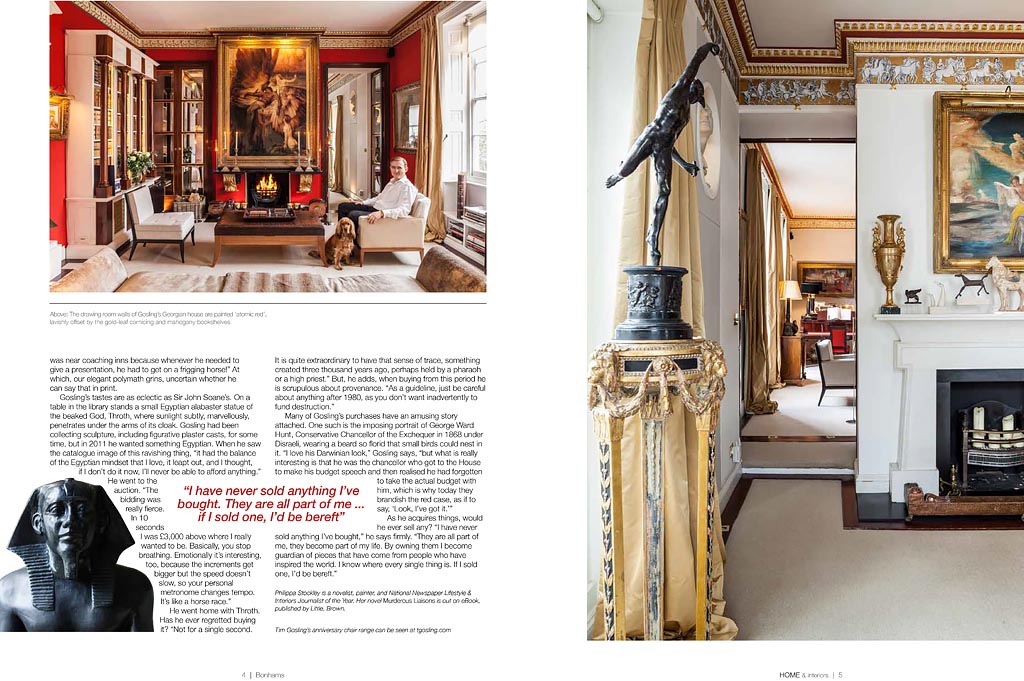 Above: The drawing room walls of Gosling's Georgian house are painted 'atomic red',
lavishly offset by the gold-leaf cornicing and mahogany bookshelves
was near coaching inns because whenever he needed to
give a presentation, he had to get on a frigging horse!" At
which, our elegant polymath grins, uncertain whether he
can say that in print.
Gosling's tastes are as eclectic as Sir John Soane's. On a
table in the library stands a small Egyptian alabaster statue of
the beaked God, Throth, where sunlight subtly, marvellously,
penetrates under the arms of its cloak. Gosling had been
collecting sculpture, including figurative plaster casts, for some
time, but in 2011 he wanted something Egyptian. When he saw
the catalogue image of this ravishing thing, "it had the balance
of the Egyptian mindset that I love, it leapt out, and I thought,
if I don't do it now, I'll never be able to afford anything."
He went to the
auction. "The
bidding was
really fierce.
In 10
seconds
I was £3,000 above where I really
wanted to be. Basically, you stop
breathing. Emotionally it's interesting,
too, because the increments get
bigger but the speed doesn't
slow, so your personal
metronome changes tempo.
It's like a horse race."
He went home with Throth.
Has he ever regretted buying
it? "Not for a single second.
It is quite extraordinary to have that sense of trace, something
created three thousand years ago, perhaps held by a pharaoh
or a high priest." But, he adds, when buying from this period he
is scrupulous about provenance. "As a guideline, just be careful
about anything after 1980, as you don't want inadvertently to
fund destruction."
Many of Gosling's purchases have an amusing story
attached. One such is the imposing portrait of George Ward
Hunt, Conservative Chancellor of the Exchequer in 1868 under
Disraeli, wearing a beard so florid that small birds could nest in
it. "I love his Darwinian look," Gosling says, "but what is really
interesting is that he was the chancellor who got to the House
to make his budget speech and then realised he had forgotten
to take the actual budget with
him, which is why today they
brandish the red case, as if to
say, 'Look, I've got it.'"
As he acquires things, would
he ever sell any? "I have never
sold anything I've bought," he says firmly. "They are all part of
me, they become part of my life. By owning them I become
guardian of pieces that have come from people who have
inspired the world. I know where every single thing is. If I sold
one, I'd be bereft."
"I have never sold anything I've
bought. They are all part of me ...
if I sold one, I'd be bereft"
Philippa Stockley is a novelist, painter, and National Newspaper Lifestyle &
Interiors Journalist of the Year. Her novel Murderous Liaisons is out on eBook,
published by Little, Brown.
Tim Gosling's anniversary chair range can be seen at tgosling.com
4 | Bonhams
HOME & interiors | 5